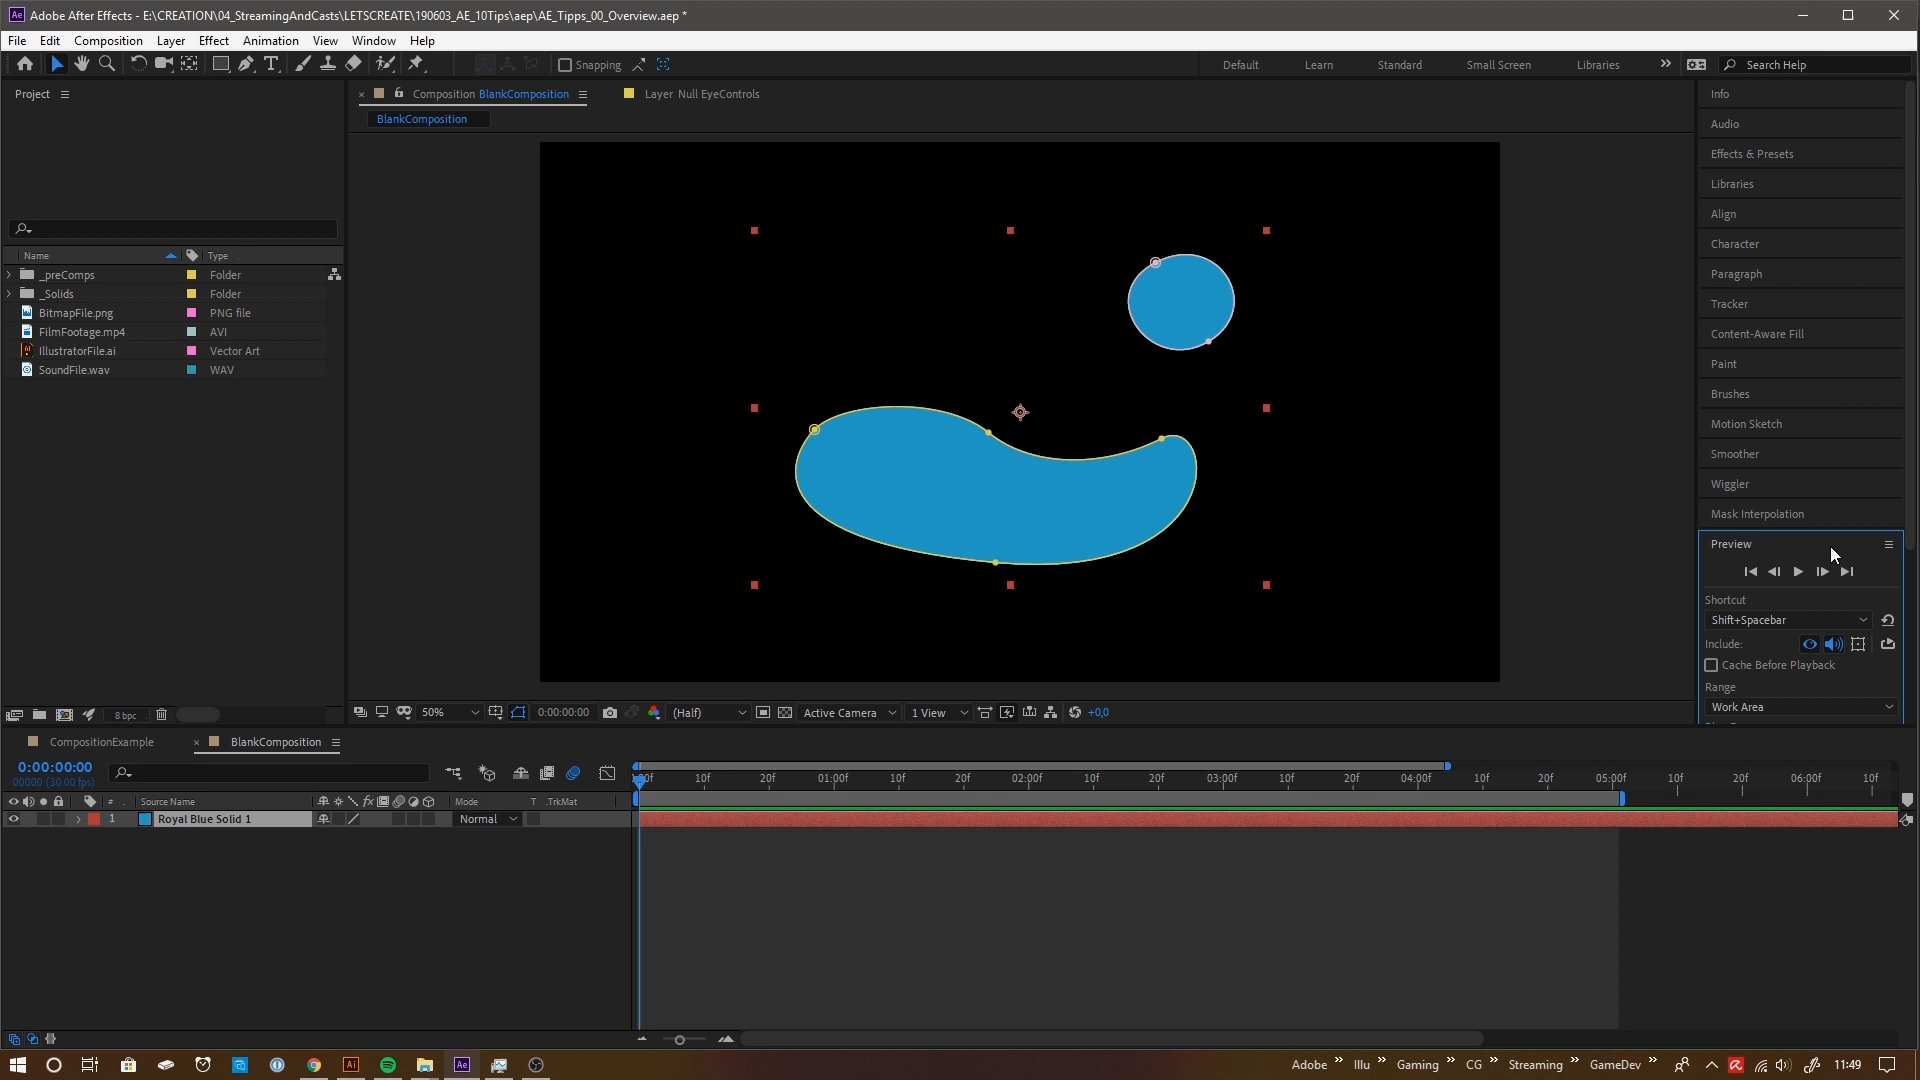 Adobe After Effects - E:\CREATION\04_StreamingAndCasts\LETSCREATE\190603_AE_10Tips\aep\AE_Tipps_00_Overview.aep *
File Edit Composition Layer Effect Animation View Window Help
Snapping Default Learn Standard Small Screen Libraries Search Help
Project
Composition BlankComposition Layer Null EyeControls
BlankComposition
Name Type
_preComps Folder
_Solids Folder
BitmapFile.png PNG file
FilmFootage.mp4 AVI
IllustratorFile.ai Vector Art
SoundFile.wav WAV
Info
Audio
Effects & Presets
Libraries
Align
Character
Paragraph
Tracker
Content-Aware Fill
Paint
Brushes
Motion Sketch
Smoother
Wiggler
Mask Interpolation
Preview
Shortcut
Shift+Spacebar
Include:
Cache Before Playback
Range
Work Area
8 bpc 50% 0:00:00:00 (Half) Active Camera 1 View +0,0
CompositionExample BlankComposition
0:00:00:00
00000 (30.00 fps)
10f 20f 01:00f 10f 20f 02:00f 10f 20f 03:00f 10f 20f 04:00f 10f 20f 05:00f 10f 20f 06:00f 10f
# Source Name Mode T .TrkMat
1 Royal Blue Solid 1 Normal
Adobe Illu Gaming CG Streaming GameDev 11:49